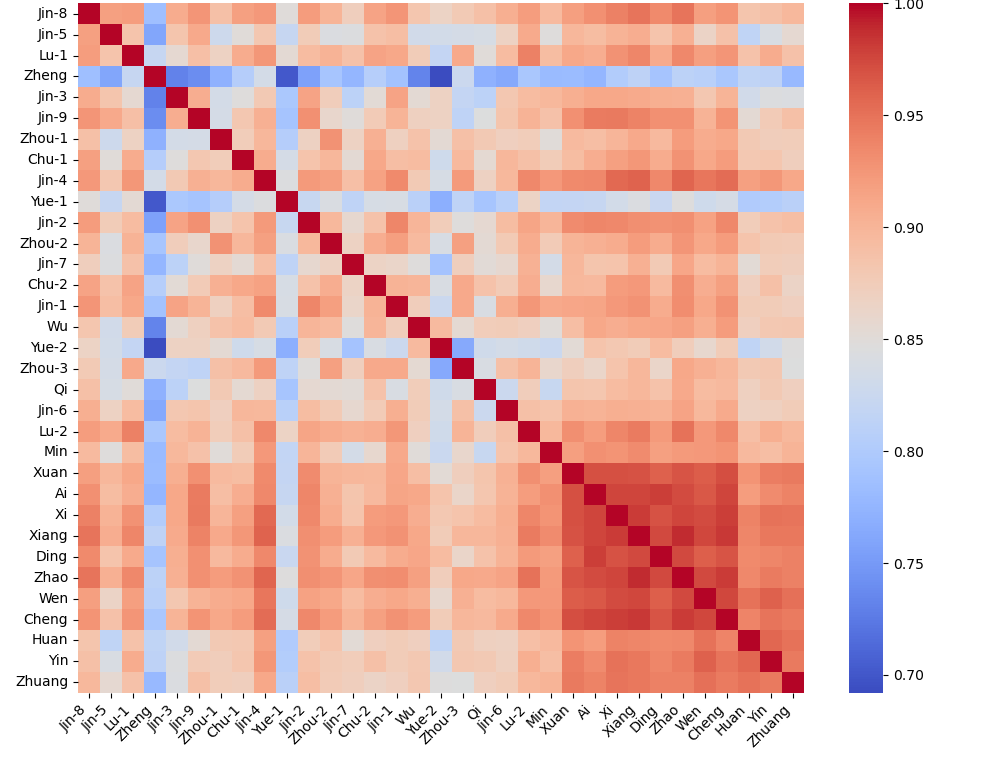 Jin-8
Jin-5
Lu-1
Zheng
Jin-3
Jin-9
Zhou-1
Chu-1
Jin-4
Yue-1
Jin-2
Zhou-2
Jin-7
Chu-2
Jin-1
Wu
Yue-2
Zhou-3
Qi
Jin-6
Lu-2
Min
Xuan
Ai
Xi
Xiang
Ding
Zhao
Wen
Cheng
Huan
Yin
Zhuang
Jin-8
Jin-5
Lu-1
Zheng
Jin-3
Jin-9
Zhou-1
Chu-1
Jin-4
Yue-1
Jin-2
Zhou-2
Jin-7
Chu-2
Jin-1
Wu
Yue-2
Zhou-3
Qi
Jin-6
Lu-2
Min
Xuan
Ai
Xi
Xiang
Ding
Zhao
Wen
Cheng
Huan
Yin
Zhuang
1.00
0.95
0.90
0.85
0.80
0.75
0.70